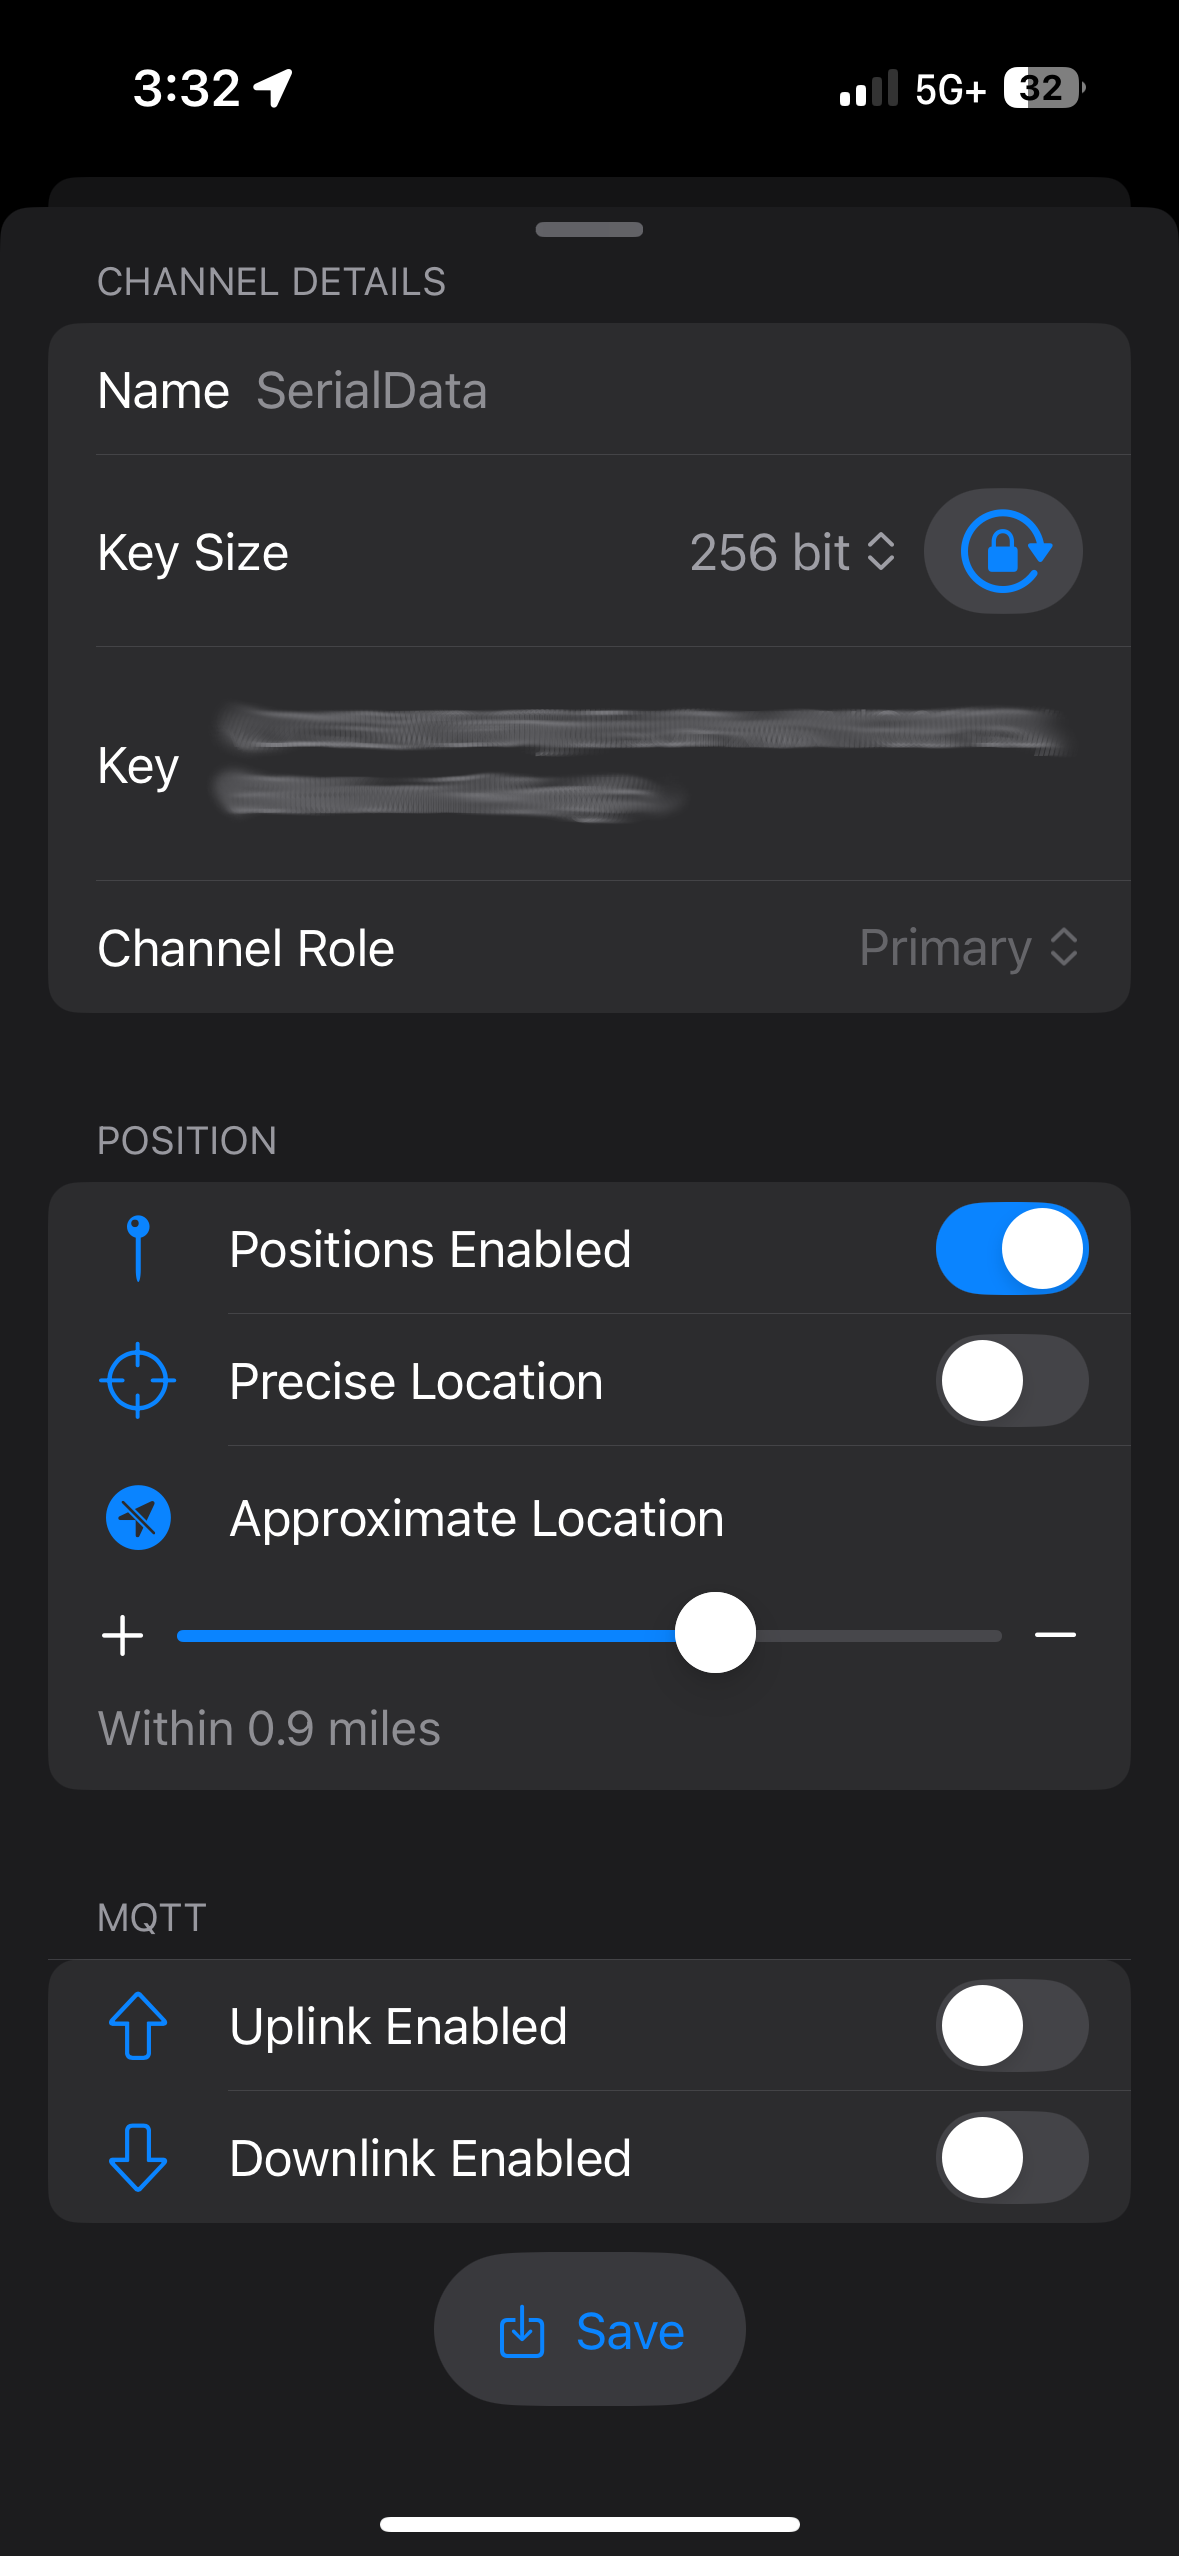 3:32 5G+ 32
CHANNEL DETAILS
Name SerialData
Key Size 256 bit
Key
Channel Role Primary
POSITION
Positions Enabled
Precise Location
Approximate Location
Within 0.9 miles
MQTT
Uplink Enabled
Downlink Enabled
Save